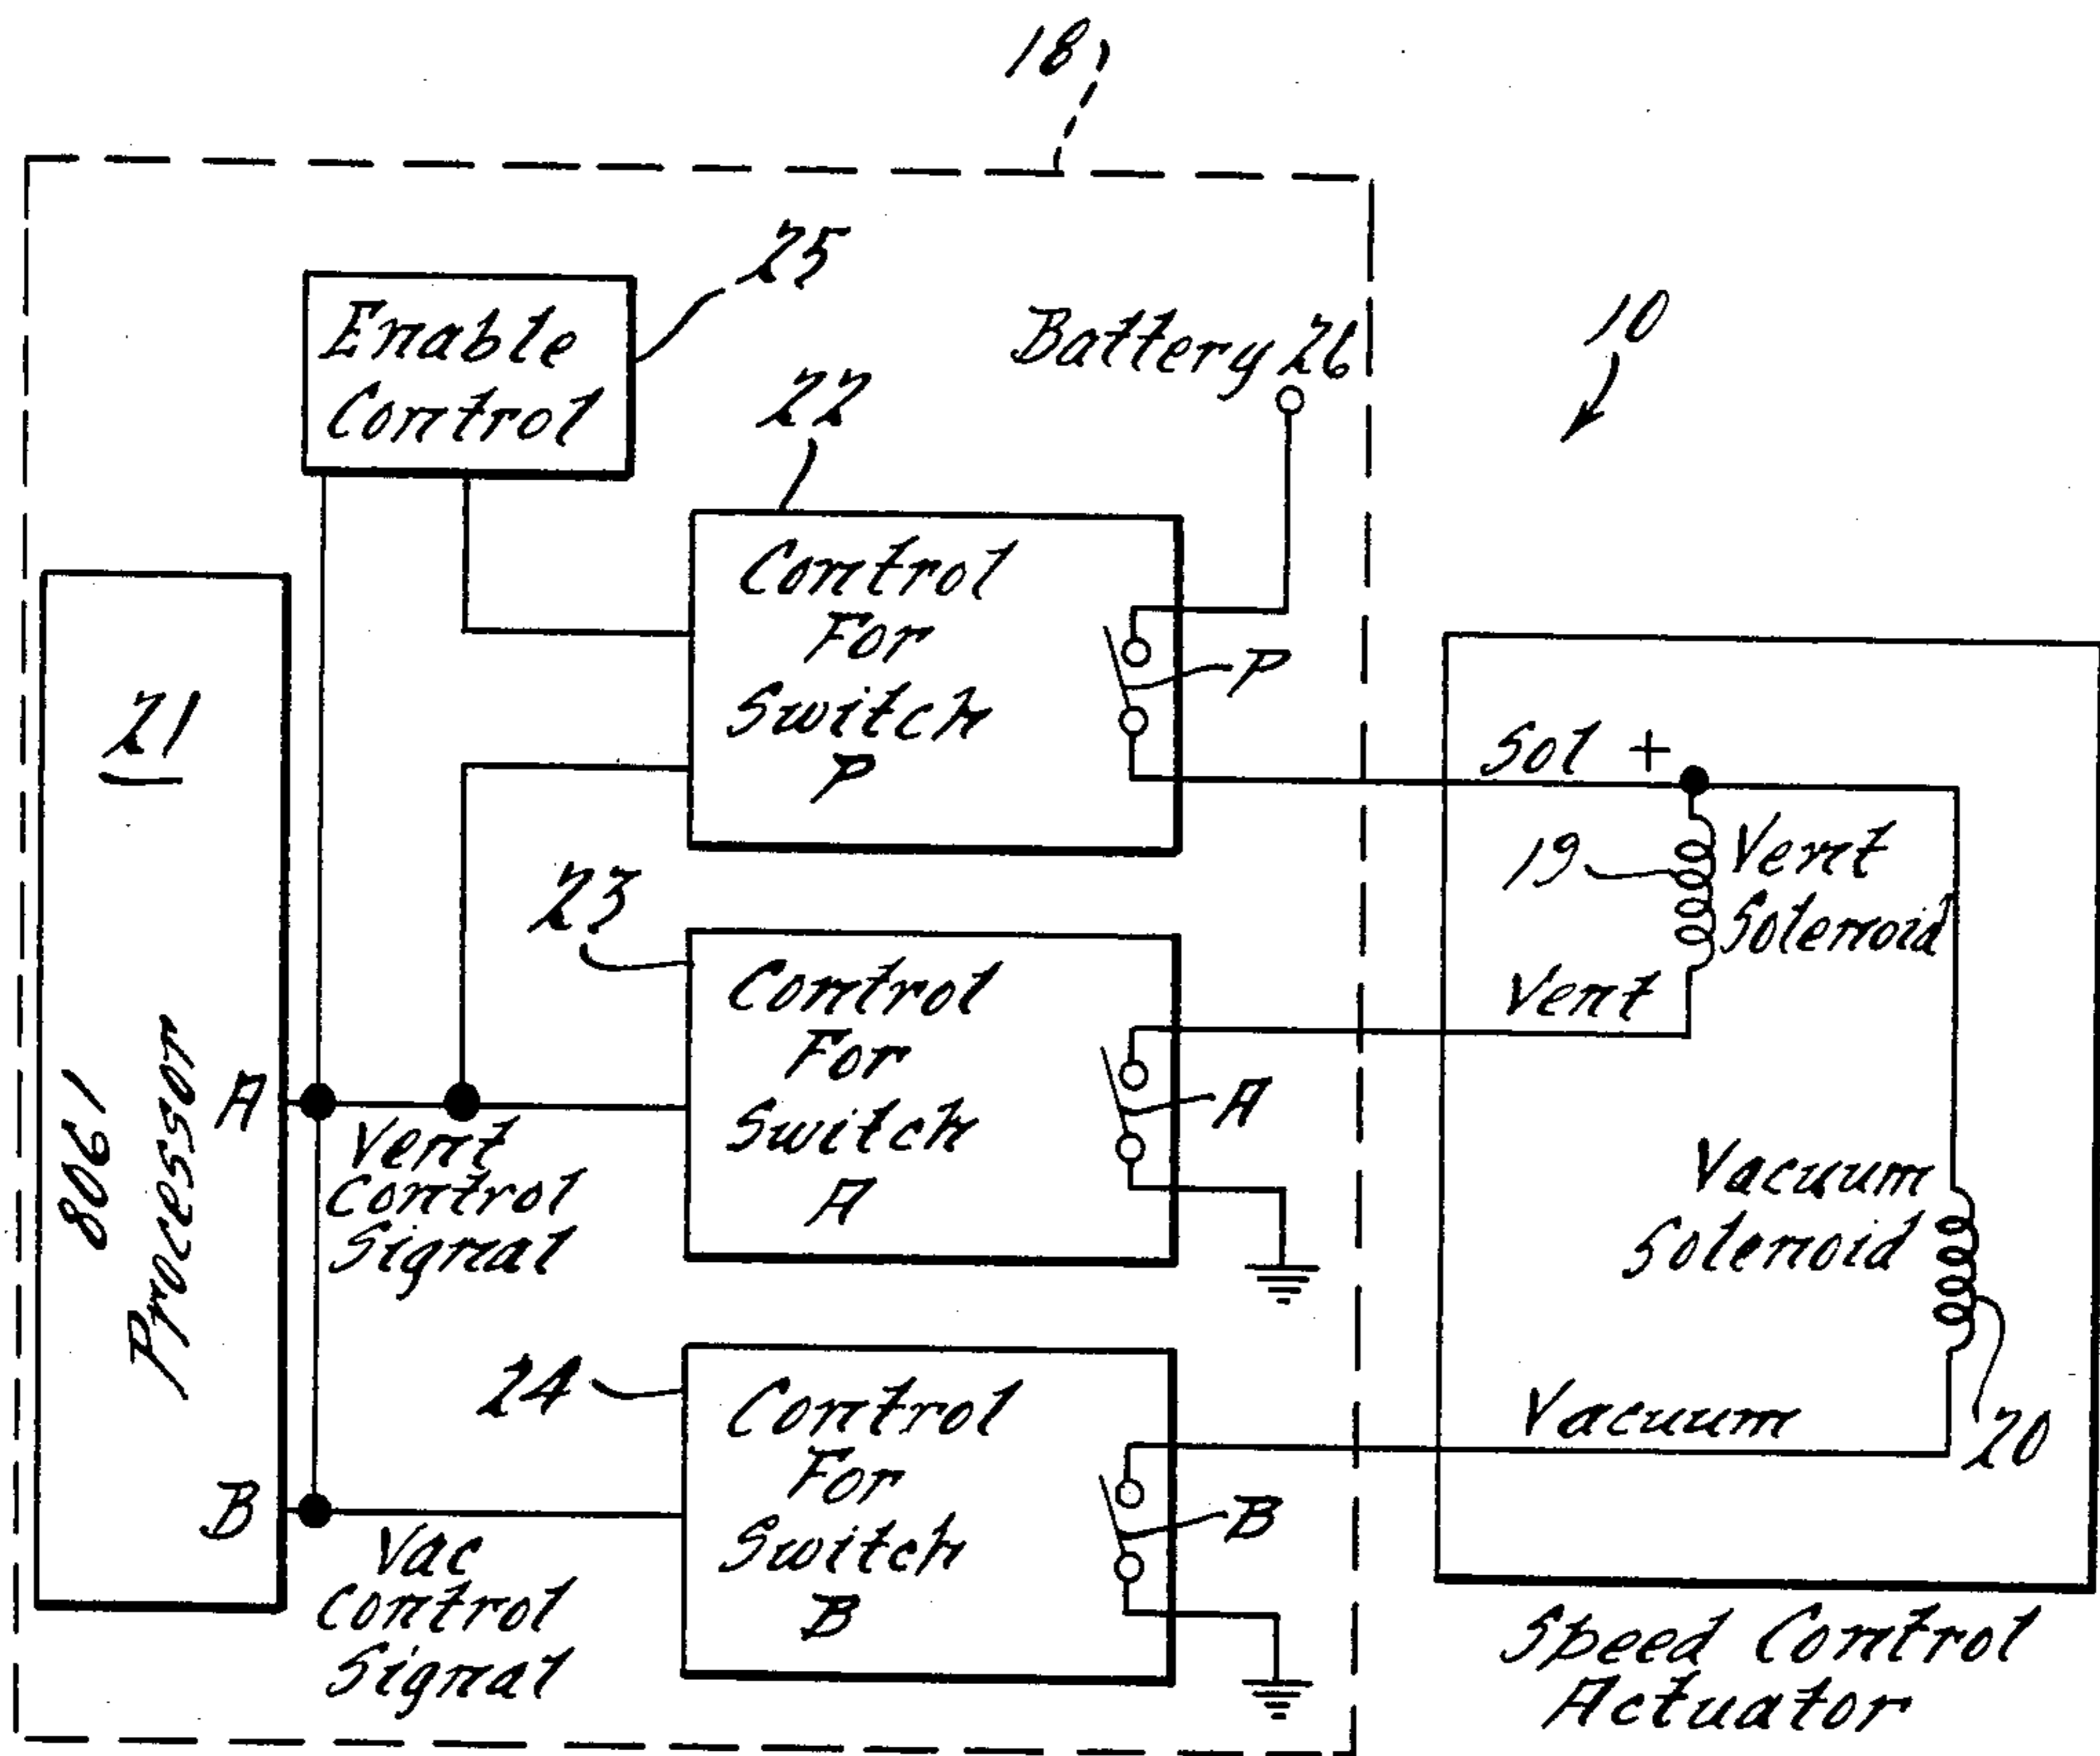 18
25
Enable
Control
Battery 26
10
22
Control
For
Switch
P
P
21
8061
Processor
A
B
Sol +
19
Vent
Solenoid
Vent
23
Control
For
Switch
A
A
Vent
Control
Signal
Vacuum
Solenoid
20
Vacuum
24
Control
For
Switch
B
B
Vac
Control
Signal
Speed Control
Actuator